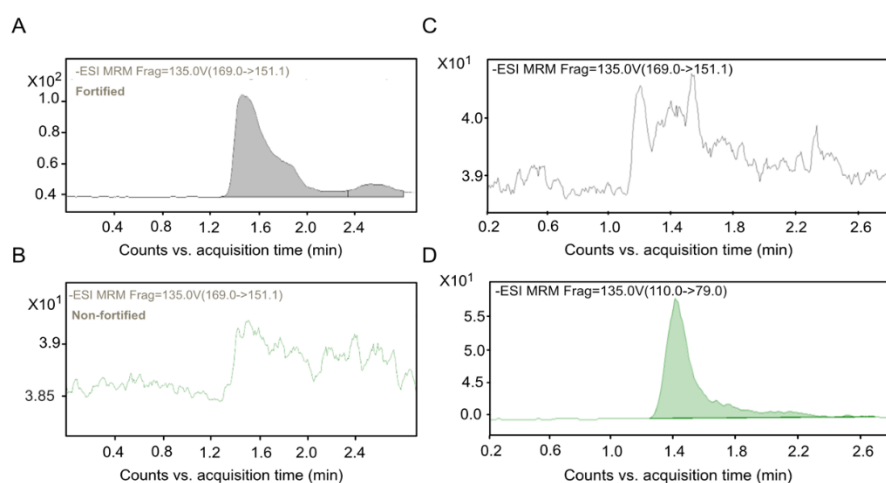 A
-ESI MRM Frag=135.0V(169.0->151.1)
X10²
Fortified
1.0
0.8
0.6
0.4
0.4 0.8 1.2 1.6 2.0 2.4
Counts vs. acquisition time (min)
B
-ESI MRM Frag=135.0V(169.0->151.1)
X10¹
Non-fortified
3.9
3.85
0.4 0.8 1.2 1.6 2.0 2.4
Counts vs. acquisition time (min)
C
X10¹
-ESI MRM Frag=135.0V(169.0->151.1)
4.0
3.9
0.2 0.6 1.0 1.4 1.8 2.2 2.6
Counts vs. acquisition time (min)
D
X10¹
-ESI MRM Frag=135.0V(110.0->79.0)
5.5
5.0
4.5
0.0
0.2 0.6 1.0 1.4 1.8 2.2 2.6
Counts vs. acquisition time (min)